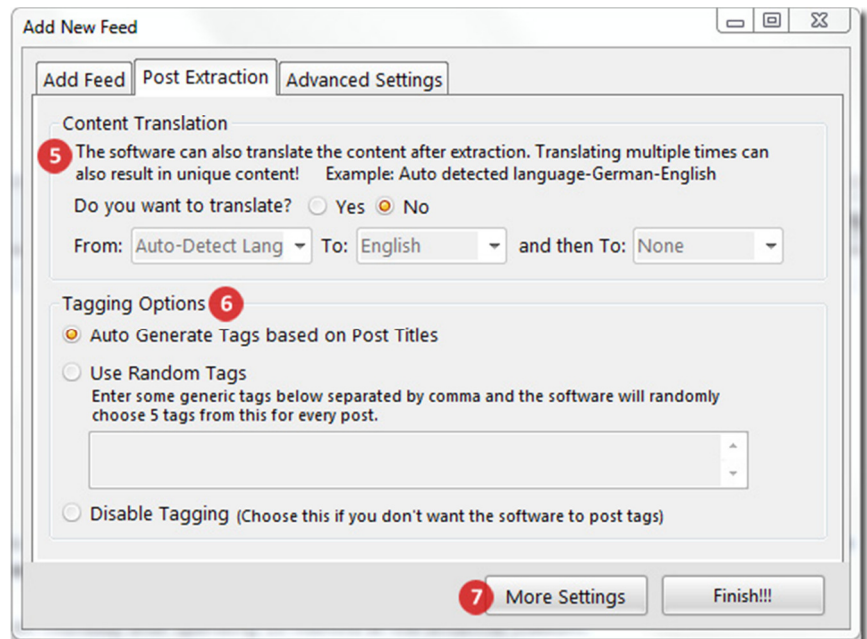 Add New Feed
Add Feed Post Extraction Advanced Settings
Content Translation
5 The software can also translate the content after extraction. Translating multiple times can
also result in unique content! Example: Auto detected language-German-English
Do you want to translate? Yes No
From: Auto-Detect Lang To: English and then To: None
Tagging Options 6
Auto Generate Tags based on Post Titles
Use Random Tags
Enter some generic tags below separated by comma and the software will randomly
choose 5 tags from this for every post.
Disable Tagging (Choose this if you don't want the software to post tags)
7 More Settings Finish!!!